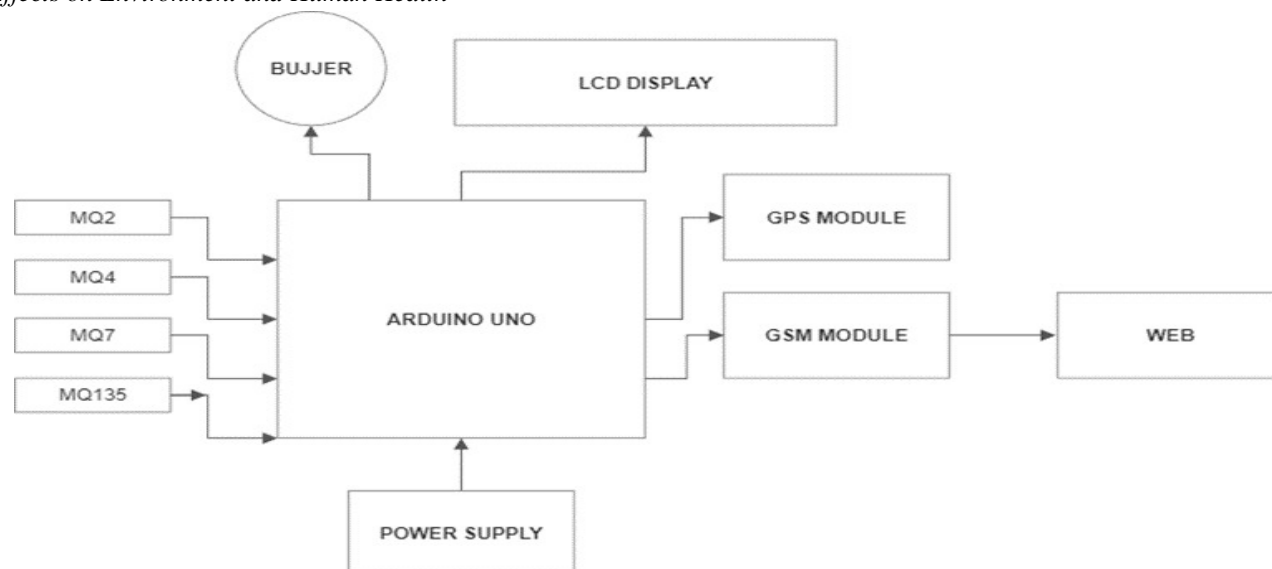 ffects on Environment and Human Health
BUJJER
LCD DISPLAY
MQ2
GPS MODULE
MQ4
ARDUINO UNO
MQ7
GSM MODULE
WEB
MQ135
POWER SUPPLY